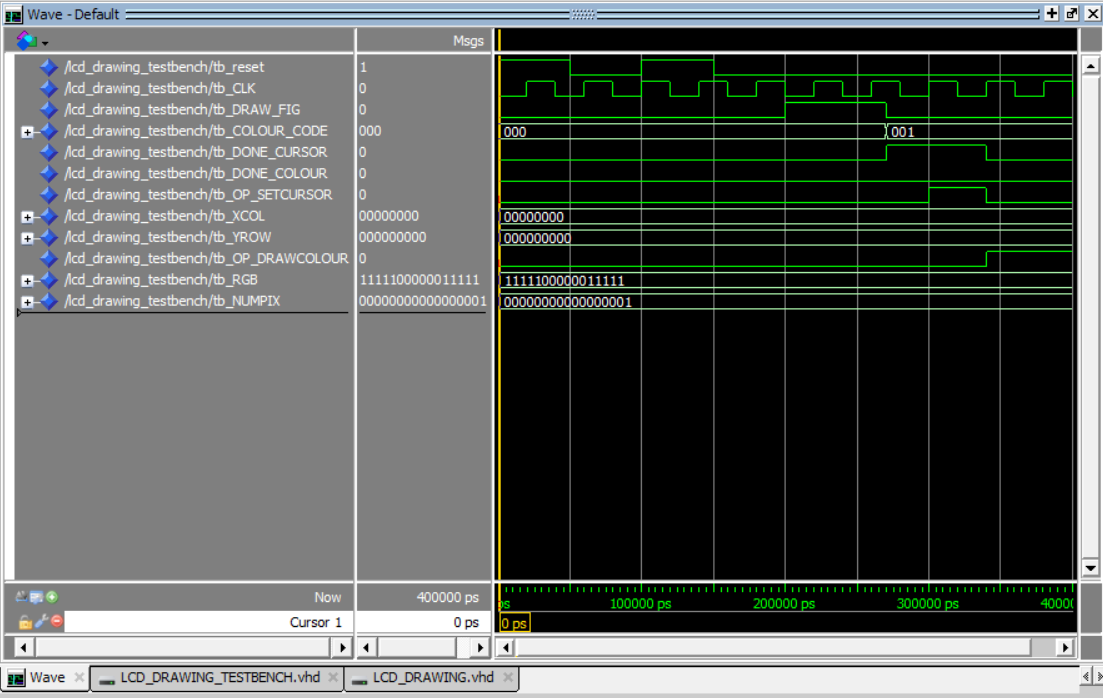 Wave - Default
Msgs
/lcd_drawing_testbench/tb_reset 1
/lcd_drawing_testbench/tb_CLK 0
/lcd_drawing_testbench/tb_DRAW_FIG 0
/lcd_drawing_testbench/tb_COLOUR_CODE 000 000 001
/lcd_drawing_testbench/tb_DONE_CURSOR 0
/lcd_drawing_testbench/tb_DONE_COLOUR 0
/lcd_drawing_testbench/tb_OP_SETCURSOR 0
/lcd_drawing_testbench/tb_XCOL 00000000 00000000
/lcd_drawing_testbench/tb_YROW 000000000 000000000
/lcd_drawing_testbench/tb_OP_DRAWCOLOUR 0
/lcd_drawing_testbench/tb_RGB 1111100000011111 1111100000011111
/lcd_drawing_testbench/tb_NUMPIX 00000000000000001 00000000000000001
Now 400000 ps ps 100000 ps 200000 ps 300000 ps 40000
Cursor 1 0 ps 0 ps
Wave LCD_DRAWING_TESTBENCH.vhd LCD_DRAWING.vhd